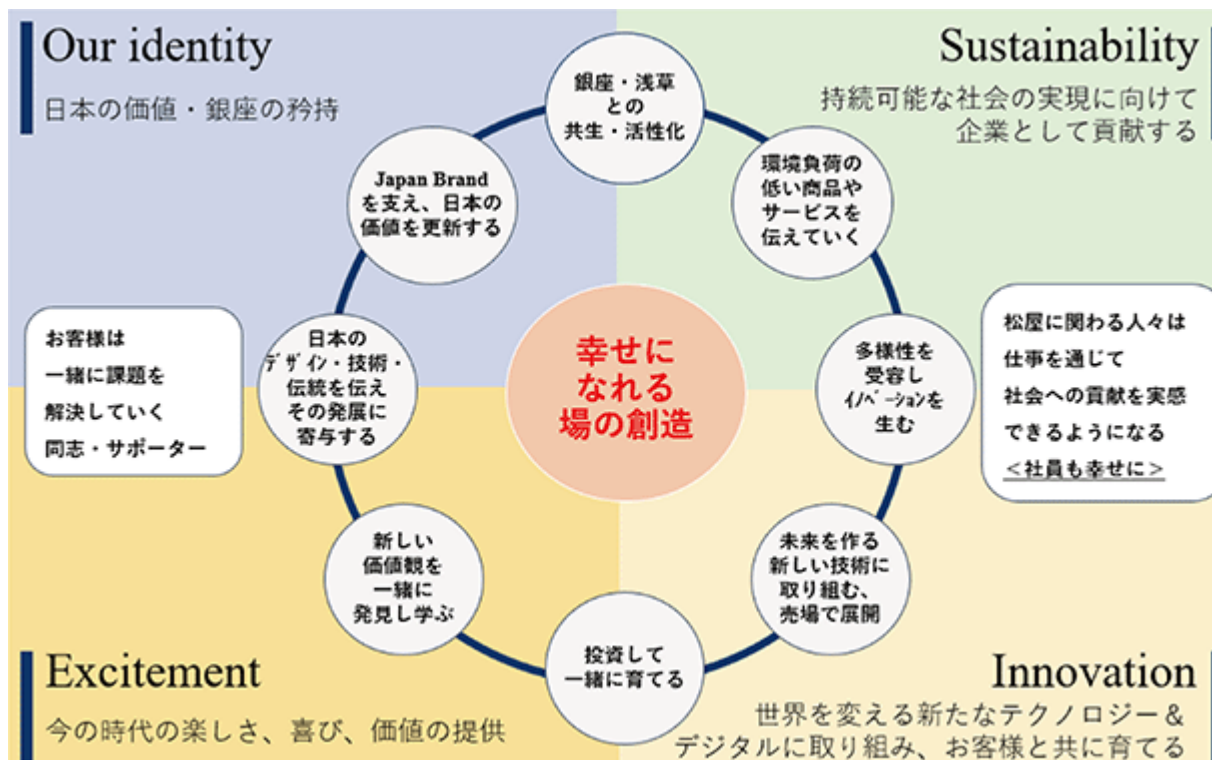 Our identity
日本の価値・銀座の矜持
Sustainability
持続可能な社会の実現に向けて
企業として貢献する
銀座・浅草
との
共生・活性化
Japan Brand
を支え、日本の
価値を更新する
環境負荷の
低い商品や
サービスを
伝えていく
お客様は
一緒に課題を
解決していく
同志・サポーター
日本の
ﾃﾞｻﾞｲﾝ・技術・
伝統を伝え
その発展に
寄与する
幸せに
なれる
場の創造
多様性を
受容し
ｲﾉﾍﾞｰｼｮﾝを
生む
松屋に関わる人々は
仕事を通じて
社会への貢献を実感
できるようになる
＜社員も幸せに＞
新しい
価値観を
一緒に
発見し学ぶ
未来を作る
新しい技術に
取り組む、
売場で展開
投資して
一緒に育てる
Excitement
今の時代の楽しさ、喜び、価値の提供
Innovation
世界を変える新たなテクノロジー＆
デジタルに取り組み、お客様と共に育てる